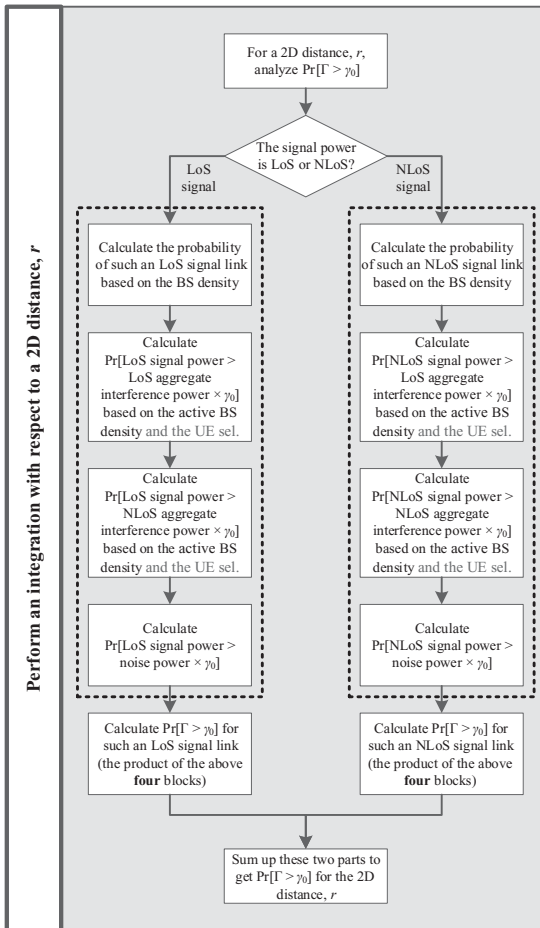 Perform an integration with respect to a 2D distance, r
For a 2D distance, r,
analyze Pr[Γ > γ0]
The signal power
is LoS or NLoS?
LoS
signal
NLoS
signal
Calculate the probability
of such an LoS signal link
based on the BS density
Calculate
Pr[LoS signal power >
LoS aggregate
interference power × γ0]
based on the active BS
density and the UE sel.
Calculate
Pr[LoS signal power >
NLoS aggregate
interference power × γ0]
based on the active BS
density and the UE sel.
Calculate
Pr[LoS signal power >
noise power × γ0]
Calculate Pr[Γ > γ0] for
such an LoS signal link
(the product of the above
four blocks)
Calculate the probability
of such an NLoS signal link
based on the BS density
Calculate
Pr[NLoS signal power >
LoS aggregate
interference power × γ0]
based on the active BS
density and the UE sel.
Calculate
Pr[NLoS signal power >
NLoS aggregate
interference power × γ0]
based on the active BS
density and the UE sel.
Calculate
Pr[NLoS signal power >
noise power × γ0]
Calculate Pr[Γ > γ0] for
such an NLoS signal link
(the product of the above
four blocks)
Sum up these two parts to
get Pr[Γ > γ0] for the 2D
distance, r